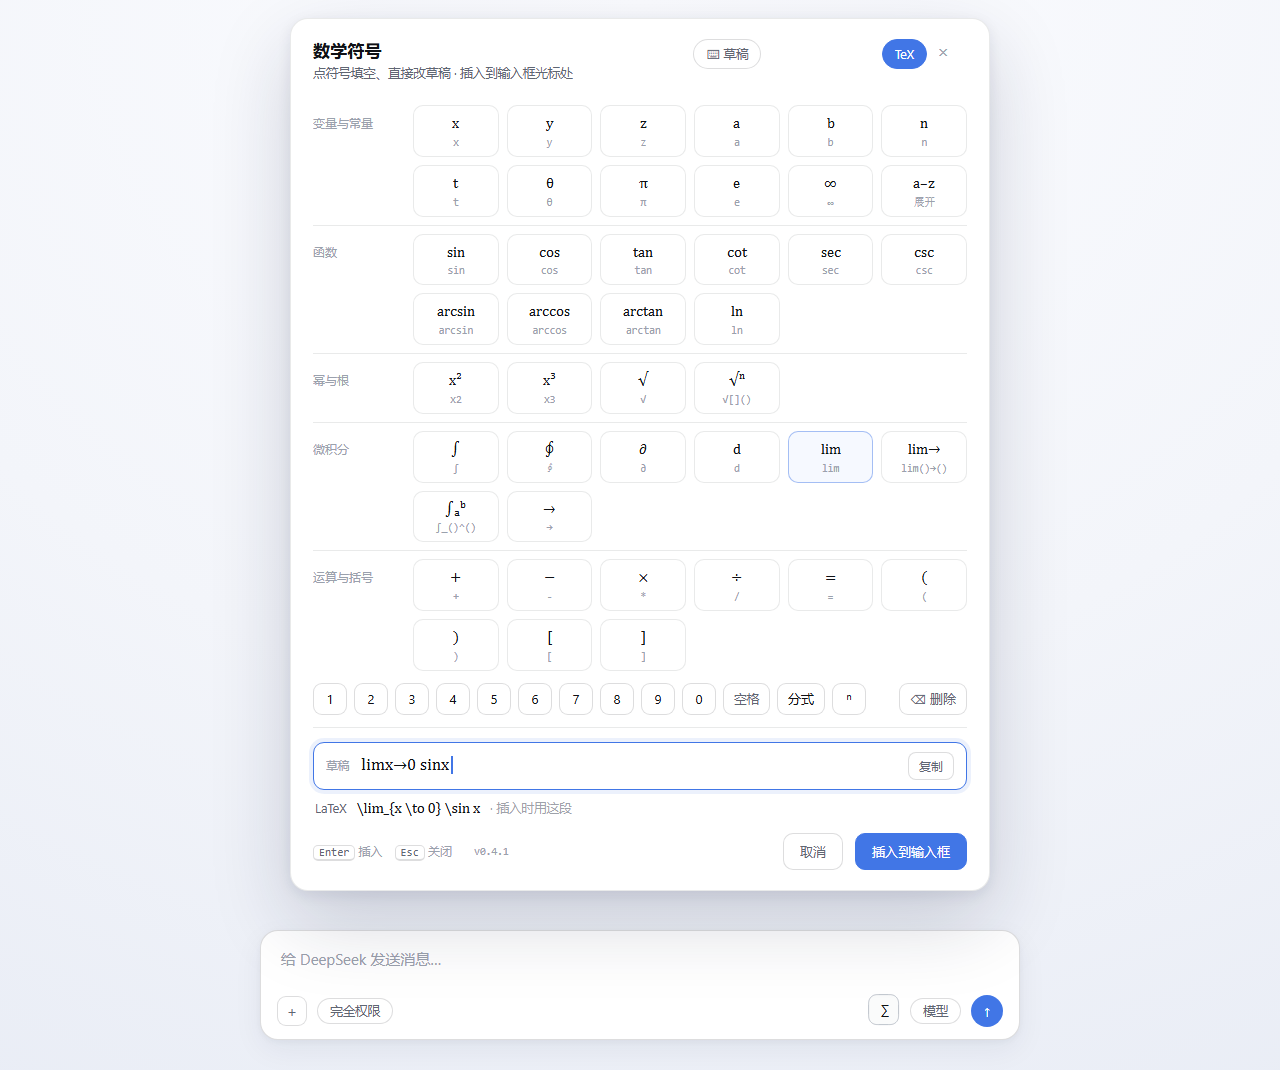 数学符号
草稿
TeX
×
点符号填空、直接改草稿 · 插入到输入框光标处
变量与常量
x y z a b n
x y z a b n
t θ π e ∞ a–z
t θ π e ∞ 展开
函数
sin cos tan cot sec csc
sin cos tan cot sec csc
arcsin arccos arctan ln
arcsin arccos arctan ln
幂与根
x² x³ √ √ⁿ
x2 x3 √ √[]()
微积分
∫ ∮ ∂ d lim lim→
∫ ∮ ∂ d lim lim()→()
∫ₐᵇ →
∫_()^() →
运算与括号
+ − × ÷ = (
+ - * / = (
) [ ]
) [ ]
1 2 3 4 5 6 7 8 9 0 空格 分式 ⁿ ⌫ 删除
草稿 limx→0 sinx 复制
LaTeX \lim_{x \to 0} \sin x · 插入时用这段
Enter 插入 Esc 关闭 v0.4.1 取消 插入到输入框
给 DeepSeek 发送消息...
+ 完全权限 ∑ 模型 ↑